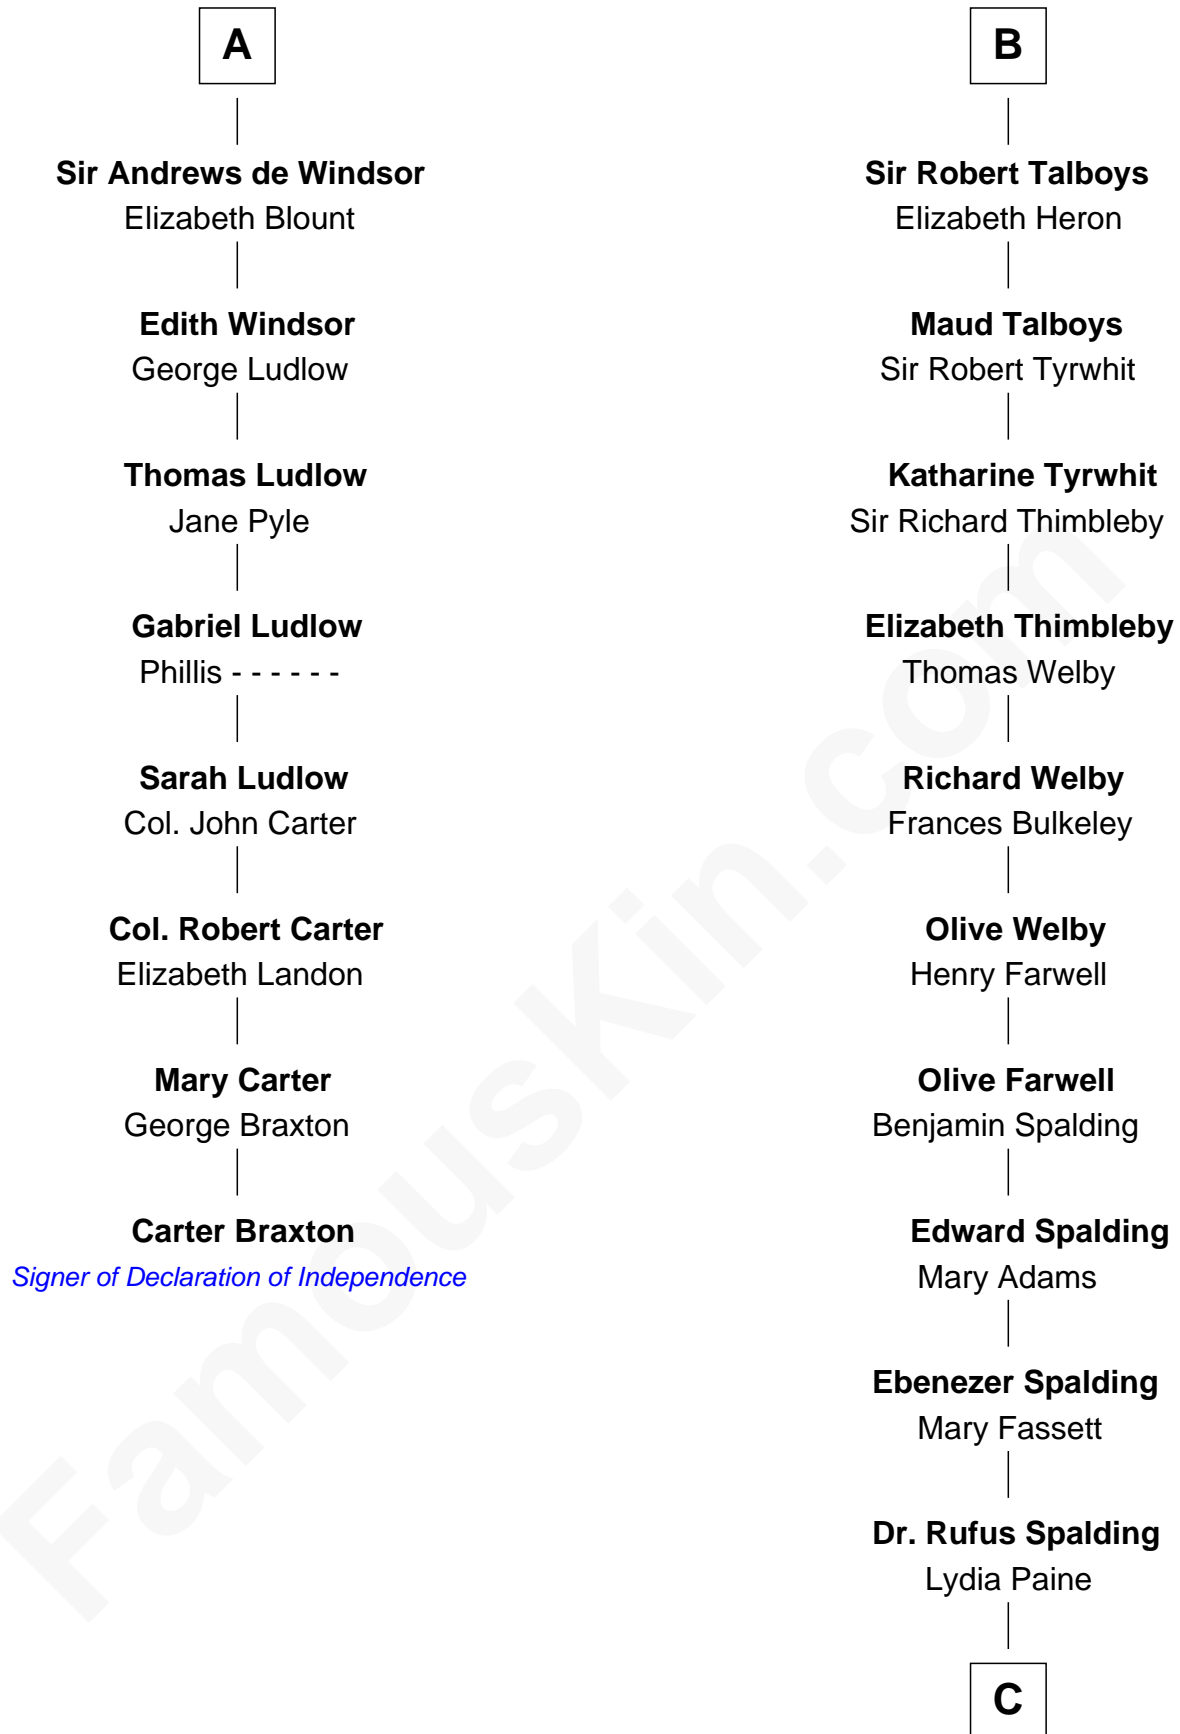 A
Sir Andrews de Windsor
Elizabeth Blount
Edith Windsor
George Ludlow
Thomas Ludlow
Jane Pyle
Gabriel Ludlow
Phillis - - - - - -
Sarah Ludlow
Col. John Carter
Col. Robert Carter
Elizabeth Landon
Mary Carter
George Braxton
Carter Braxton
Signer of Declaration of Independence
B
Sir Robert Talboys
Elizabeth Heron
Maud Talboys
Sir Robert Tyrwhit
Katharine Tyrwhit
Sir Richard Thimbleby
Elizabeth Thimbleby
Thomas Welby
Richard Welby
Frances Bulkeley
Olive Welby
Henry Farwell
Olive Farwell
Benjamin Spalding
Edward Spalding
Mary Adams
Ebenezer Spalding
Mary Fassett
Dr. Rufus Spalding
Lydia Paine
C
FamousKin.com